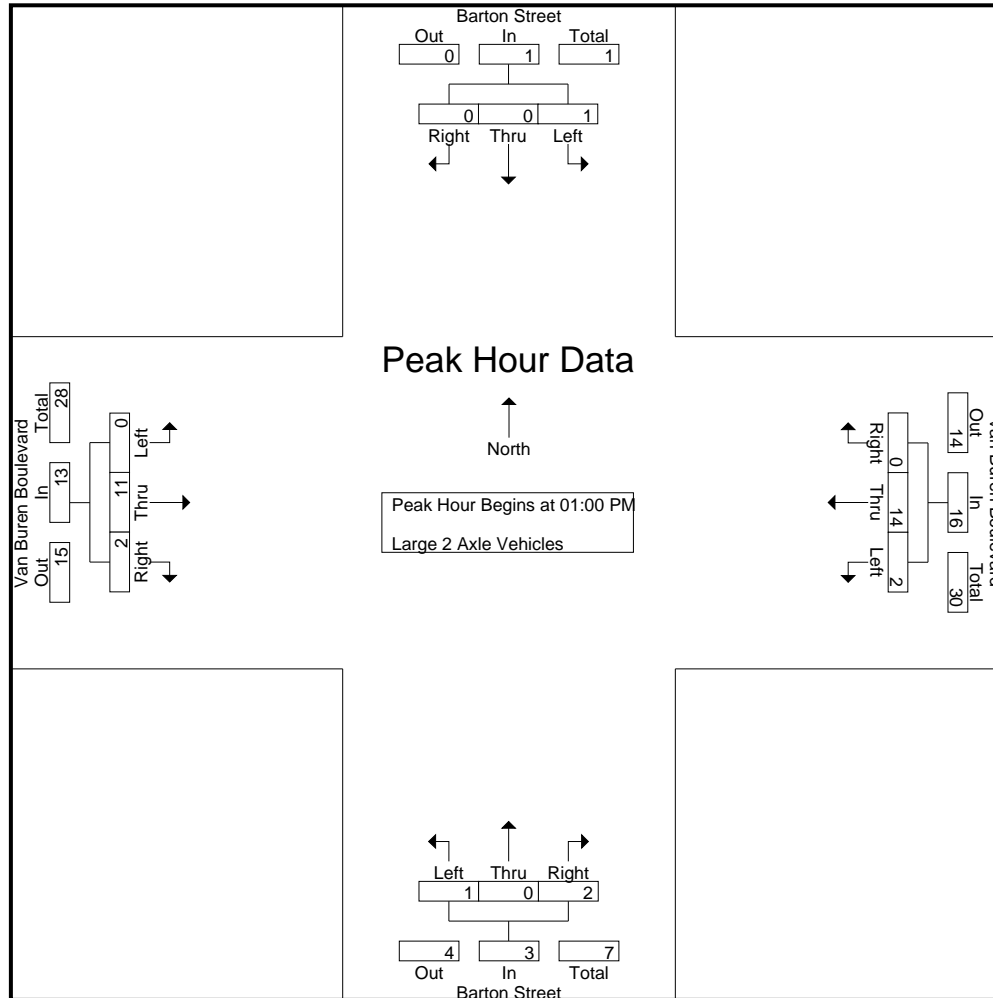 Barton Street
Out In Total
0 1 1
0 0 1
Right Thru Left
Peak Hour Data
North
Peak Hour Begins at 01:00 PM
Large 2 Axle Vehicles
Van Buren Boulevard
Total In Out
28 13 15
0 11 2
Left Thru Right
Van Buren Boulevard
Out In Total
14 16 30
0 14 2
Right Thru Left
Left Thru Right
1 0 2
4 3 7
Out In Total
Barton Street